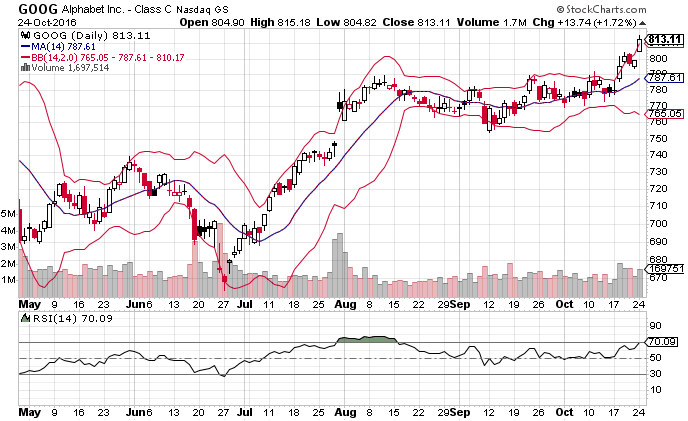 GOOG Alphabet Inc. - Class C Nasdaq GS © StockCharts.com
24-Oct-2016 Open 804.90 High 815.18 Low 804.82 Close 813.11 Volume 1.7M Chg +13.74 (+1.72%)
GOOG (Daily) 813.11
MA(14) 787.61
BB(14,2.0) 765.05 - 787.61 - 810.17
Volume 1,697,514
813.11
800
787.61
780
770
765.05
760
750
740
730
720
710
700
690
680
1697514
670
5M
4M
3M
2M
1M
May 9 16 23 Jun 6 13 20 27 Jul 11 18 25 Aug 8 15 22 29 Sep 12 19 26 Oct 10 17 24
RSI(14) 70.09
90
70.09
50
30
10
May 9 16 23 Jun 6 13 20 27 Jul 11 18 25 Aug 8 15 22 29 Sep 12 19 26 Oct 10 17 24